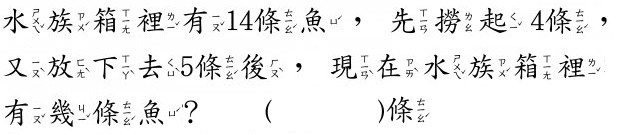 水族箱裡有14條魚，先撈起4條，
又放下去5條後，現在水族箱裡
有幾條魚？ (　　　)條